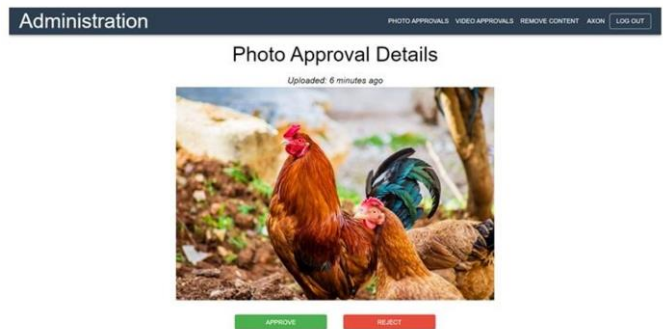 Administration
PHOTO APPROVALS VIDEO APPROVALS REMOVE CONTENT AXON LOG OUT
Photo Approval Details
Uploaded: 6 minutes ago
APPROVE
REJECT